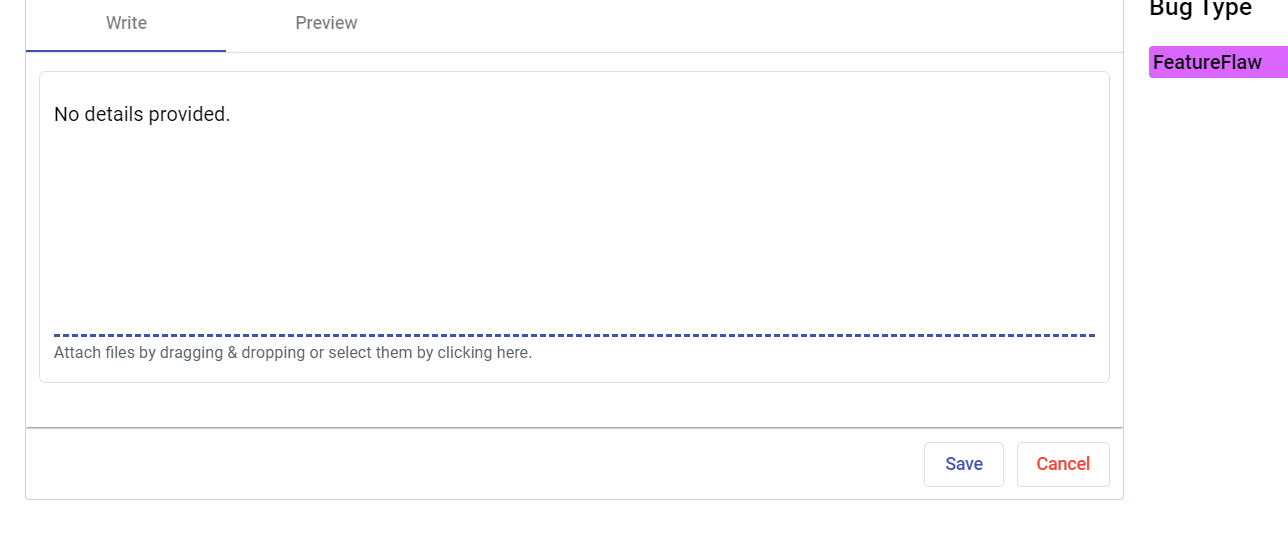 Write
Preview
Bug Type
FeatureFlaw
No details provided.
Attach files by dragging & dropping or select them by clicking here.
Save
Cancel